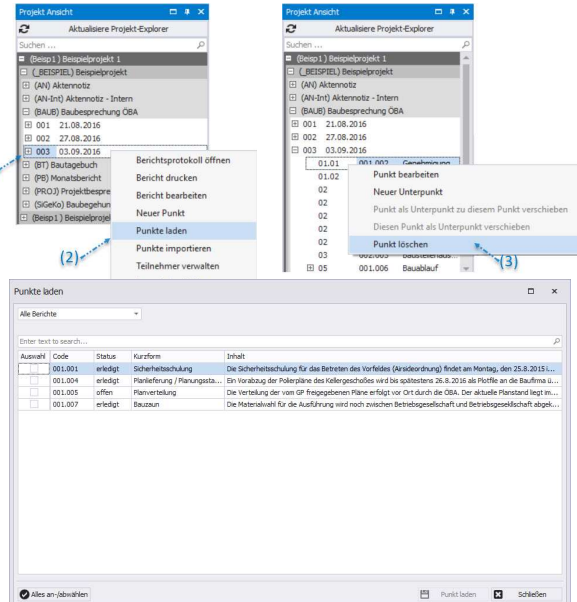 Projekt Ansicht
Aktualisiere Projekt-Explorer
Suchen ...
(Beisp1) Beispielprojekt 1
(_BEISPIEL) Beispielprojekt
(AN) Aktennotiz
(AN-Int) Aktennotiz - Intern
(BAUB) Baubesprechung ÖBA
001 21.08.2016
002 27.08.2016
003 03.09.2016
(BT) Bautagebuch
(PB) Monatsbericht
(PROJ) Projektbespre
(SiGeKo) Baubegehun
(Beisp1) Beispielprojel
Berichtsprotokoll öffnen
Bericht drucken
Bericht bearbeiten
Neuer Punkt
Punkte laden
Punkte importieren
Teilnehmer verwalten
(2)
Projekt Ansicht
Aktualisiere Projekt-Explorer
Suchen ...
(Beisp1) Beispielprojekt 1
(_BEISPIEL) Beispielprojekt
(AN) Aktennotiz
(AN-Int) Aktennotiz - Intern
(BAUB) Baubesprechung ÖBA
001 21.08.2016
002 27.08.2016
003 03.09.2016
01.01 001.002 Genehmigung
01.02
02
02
02
02
02
03 002.003 Baustellenaus...
05 001.006 Bauablauf
Punkt bearbeiten
Neuer Unterpunkt
Punkt als Unterpunkt zu diesem Punkt verschieben
Diesen Punkt als Unterpunkt verschieben
Punkt löschen
(3)
Punkte laden
Alle Berichte
Enter text to search...
Auswahl Code Status Kurzform Inhalt
001.001 erledigt Sicherheitsschulung Die Sicherheitsschulung für das Betreten des Vorfeldes (Airsideordnung) findet am Montag, den 25.8.2015 i...
001.004 erledigt Planlieferung / Planungssta... Ein Vorabzug der Polierpläne des Kellergeschoßes wird bis spätestens 26.8.2016 als Plotfile an die Baufirma ü...
001.005 offen Planverteilung Die Verteilung der vom GP freigegebenen Pläne erfolgt vor Ort durch die ÖBA. Der aktuelle Planstand liegt im...
001.007 erledigt Bauzaun Die Materialwahl für die Ausführung wird noch zwischen Betriebsgesellschaft und Betriebsgesekllschaft abgek...
Alles an-/abwählen Punkt laden Schließen